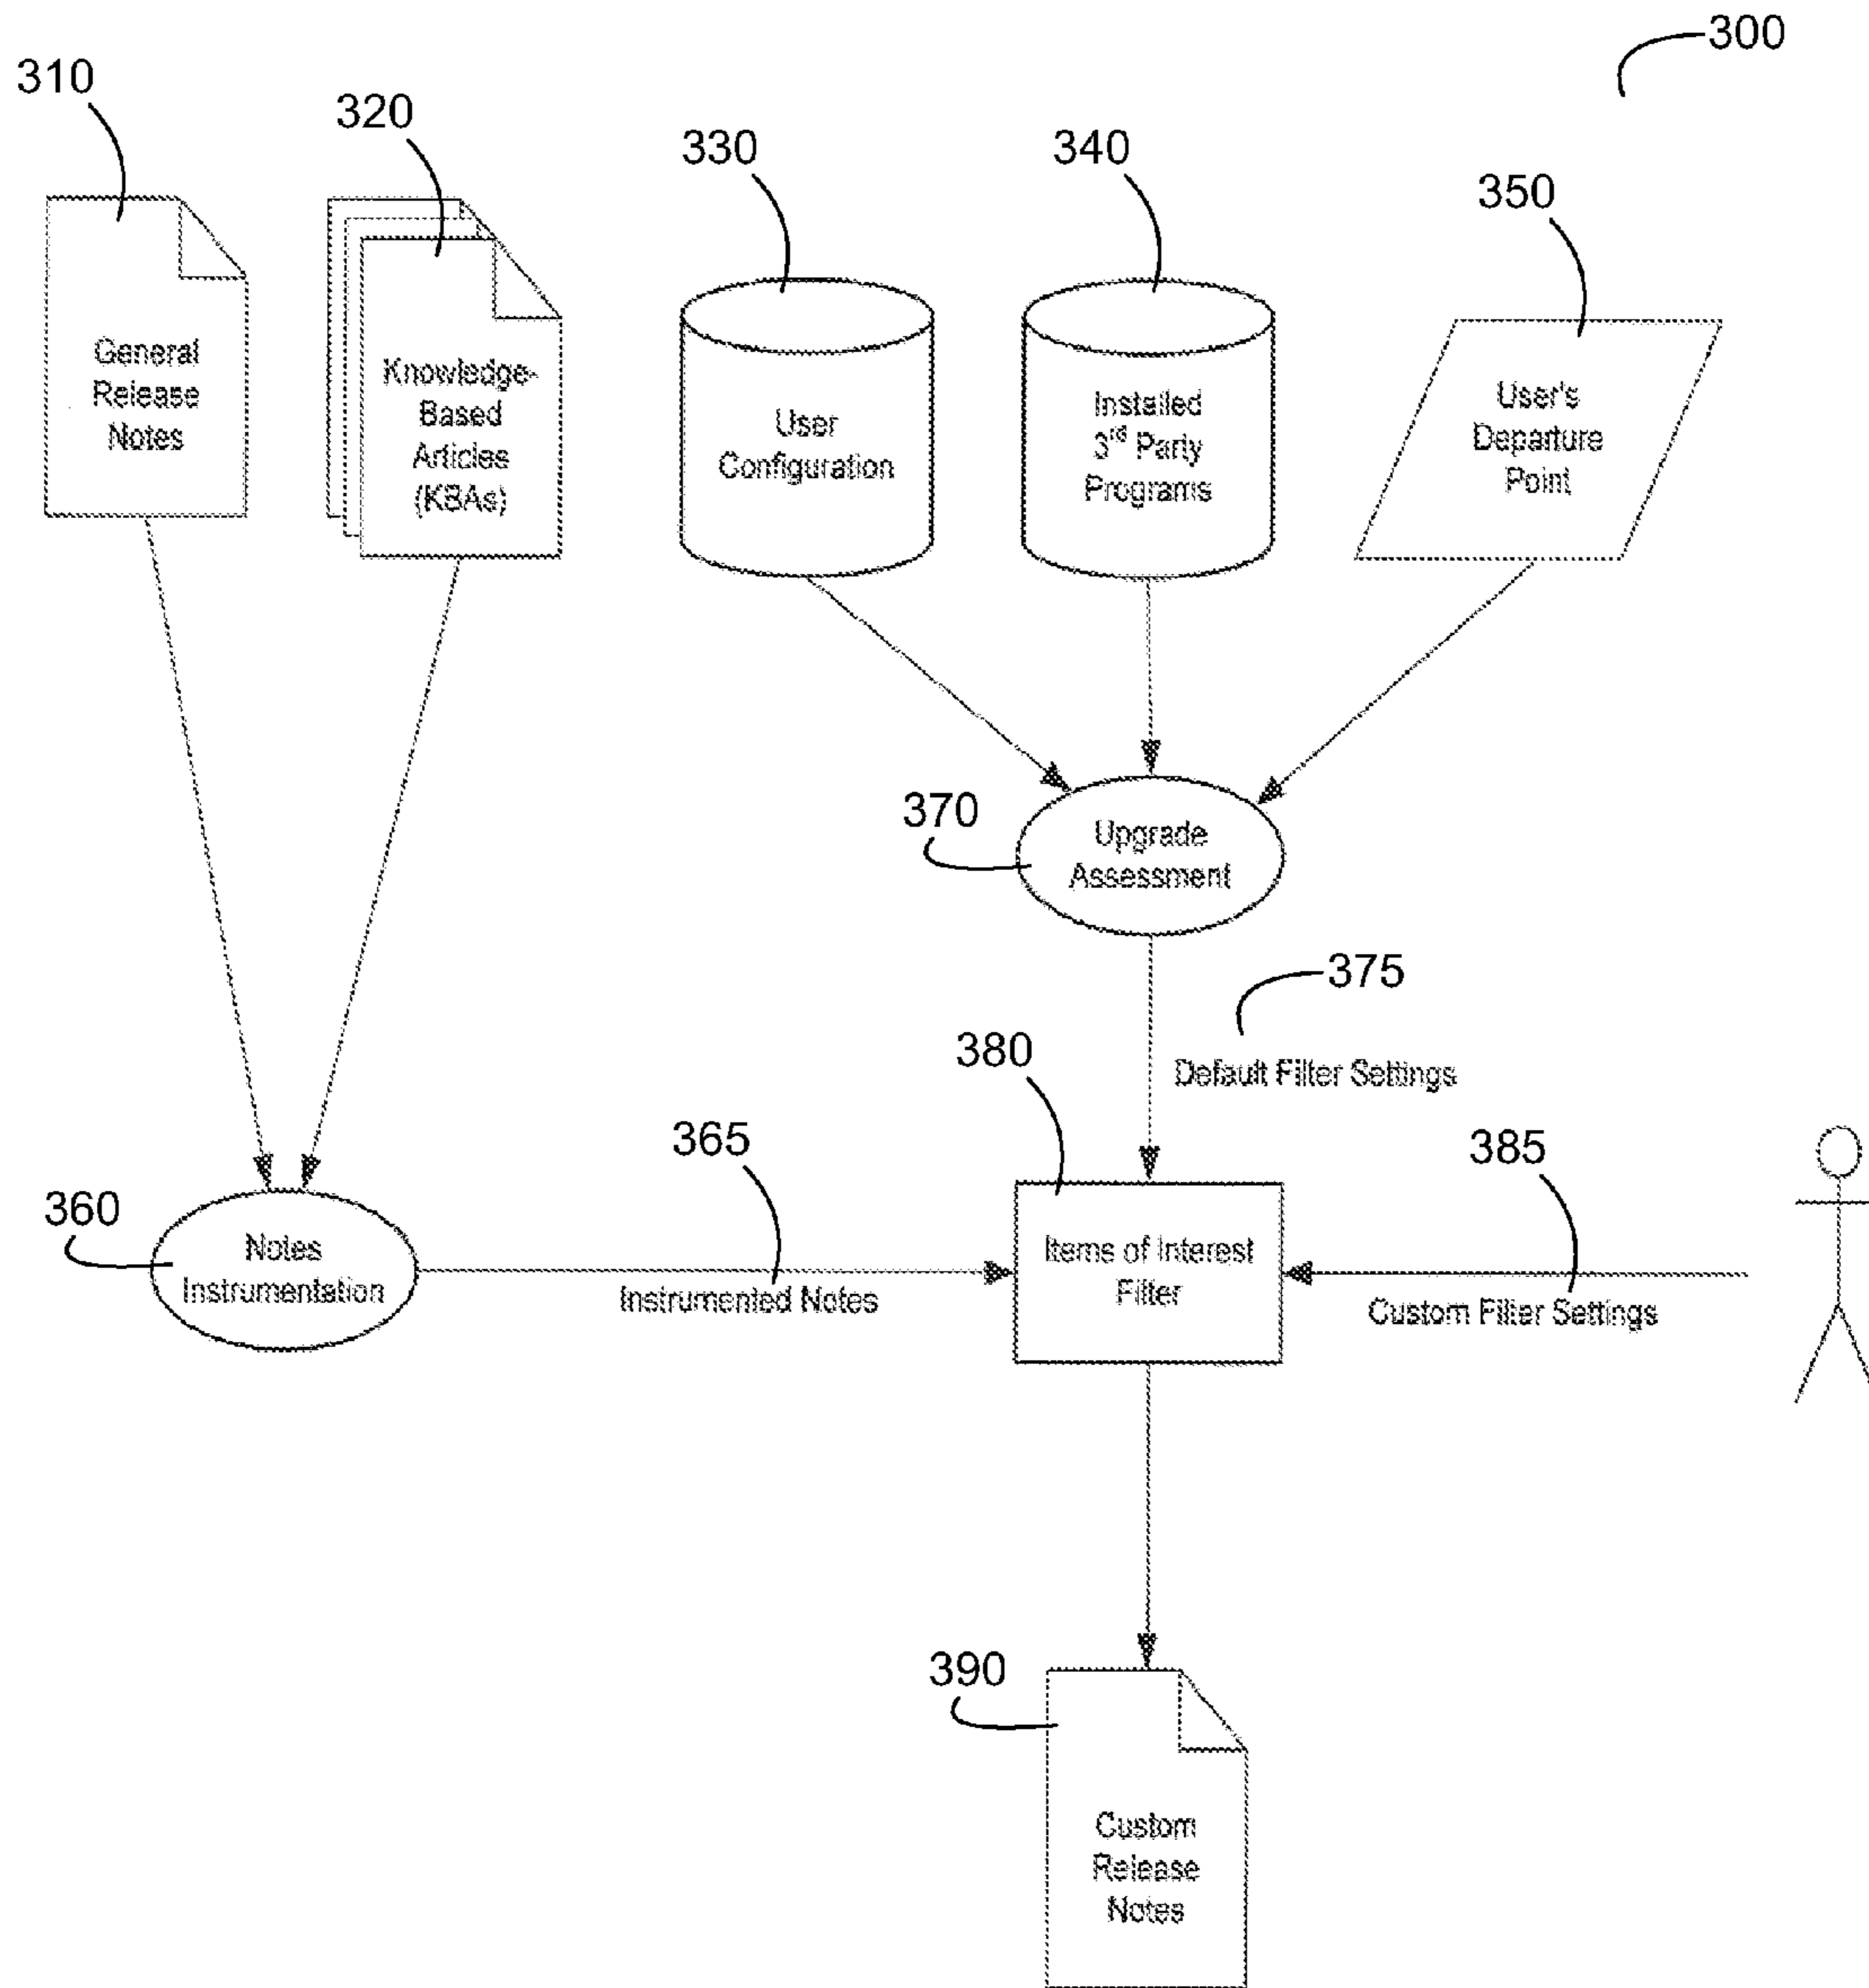 300
310
320
330
340
350
General
Release
Notes
Knowledge-
Based
Articles
(KBAs)
User
Configuration
Installed
3rd Party
Programs
User's
Departure
Point
370
Upgrade
Assessment
375
Default Filter Settings
380
365
385
360
Notes
Instrumentation
Instrumented Notes
Items of Interest
Filter
Custom Filter Settings
390
Custom
Release
Notes